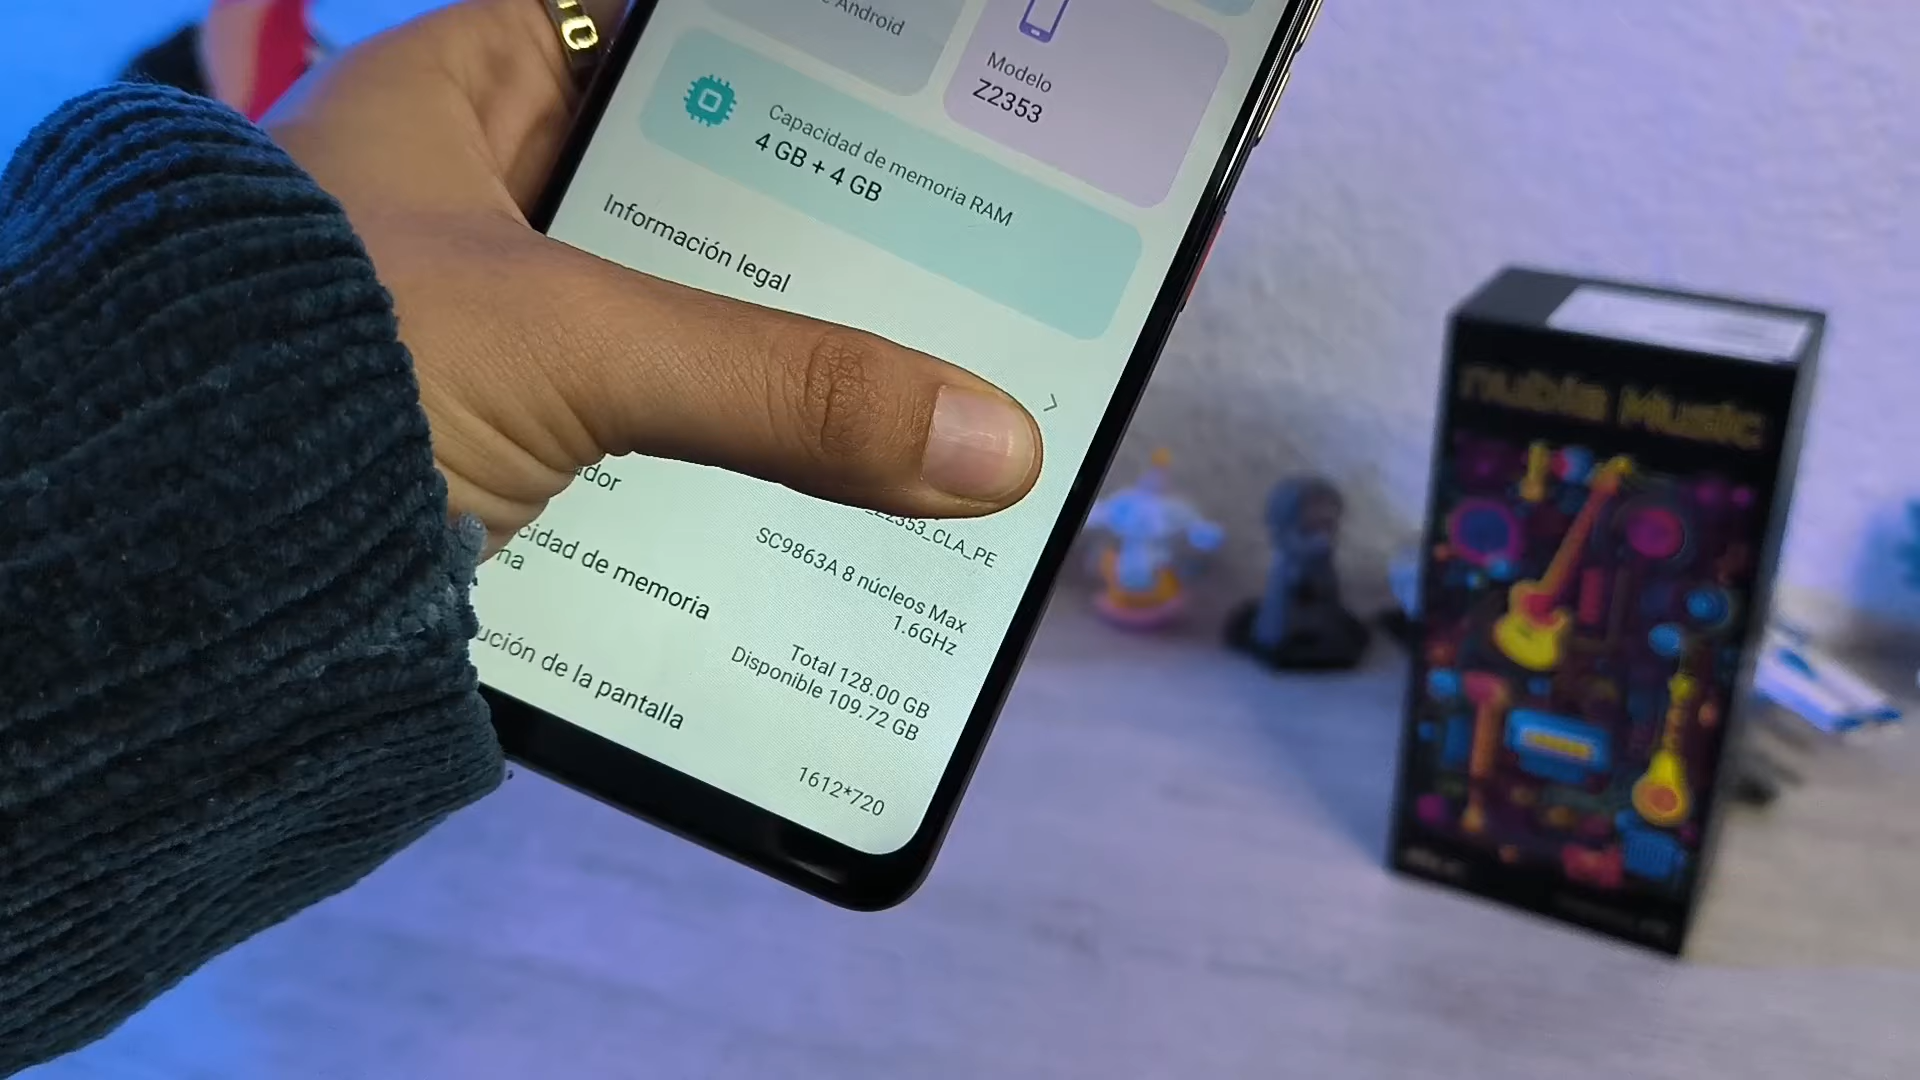 Android
Modelo
Z2353
Capacidad de memoria RAM
4 GB + 4 GB
Información legal
Z2353_CLA_PE
SC9863A 8 núcleos Max
1.6GHz
cidad de memoria
na
Total 128.00 GB
Disponible 109.72 GB
ución de la pantalla
1612*720
nubia Music